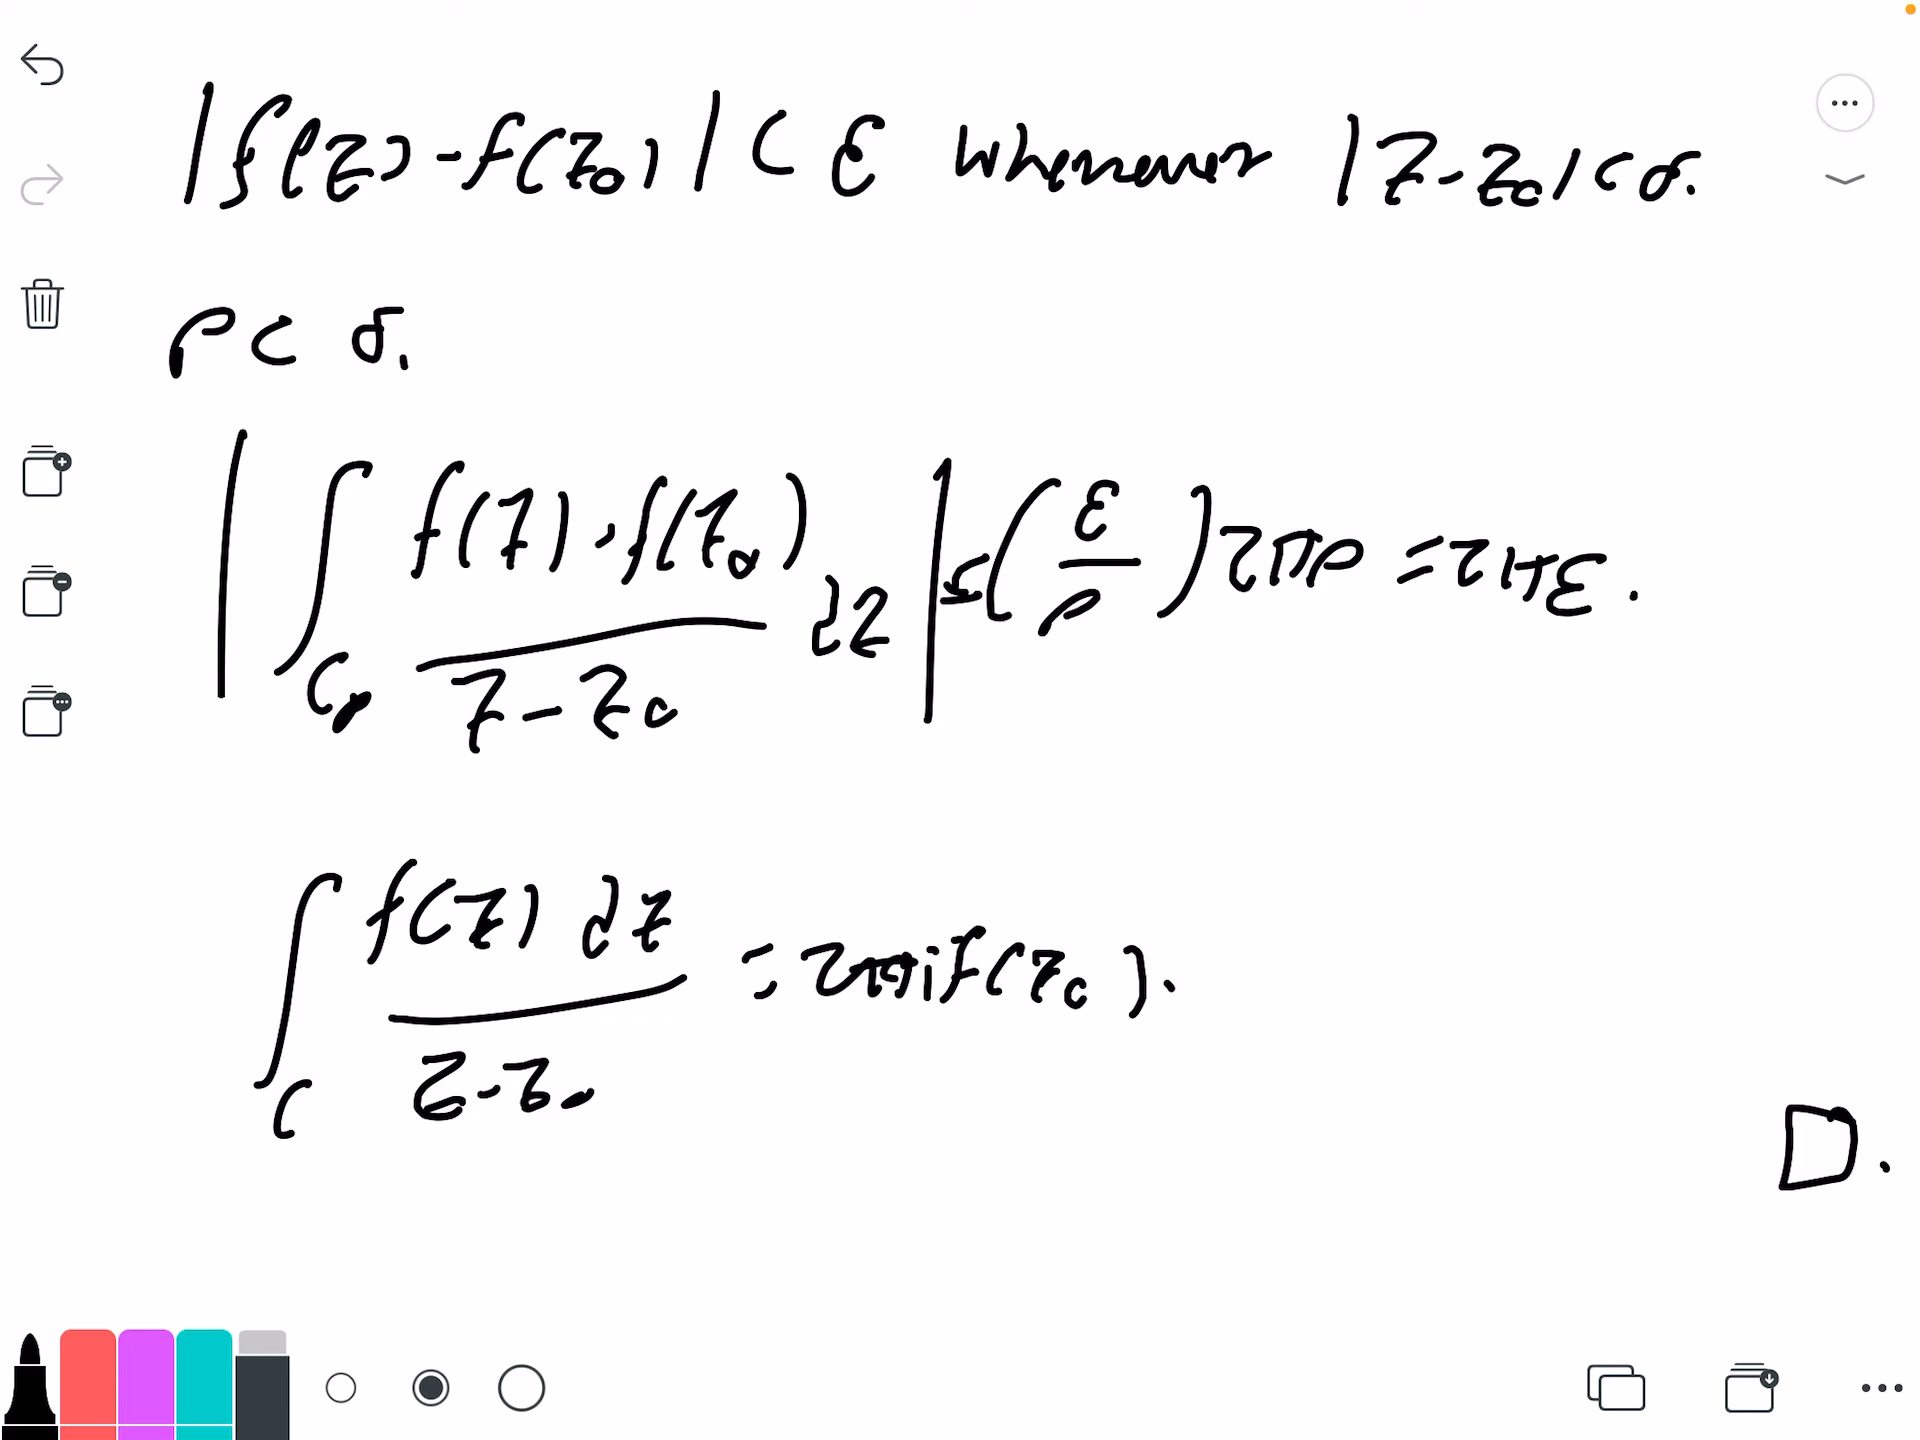 |f(z) - f(z₀)| < ε whenever |z - z₀| < δ.
ρ < δ.
|∫_{C_ρ} (f(z) - f(z₀))/(z - z₀) dz| ≤ (ε/ρ) 2πρ = 2πε.
∫_C f(z) dz/(z - z₀) = 2πi f(z₀).
□.